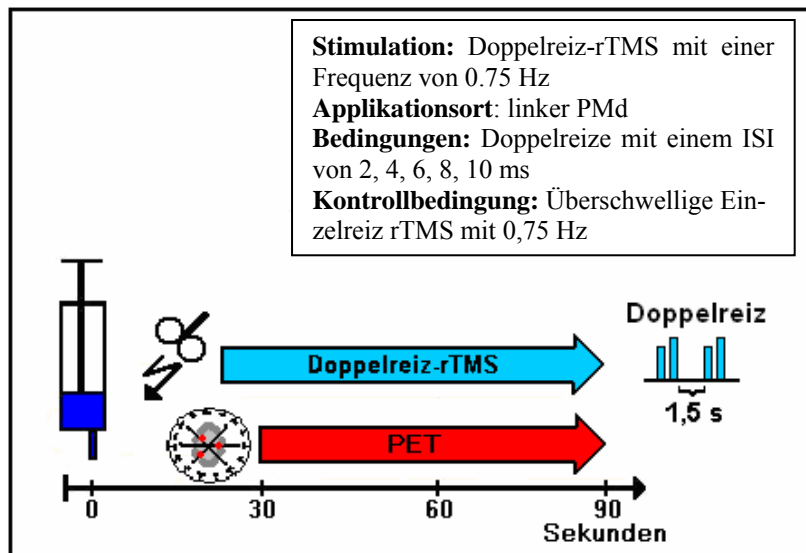 Stimulation: Doppelreiz-rTMS mit einer
Frequenz von 0.75 Hz
Applikationsort: linker PMd
Bedingungen: Doppelreize mit einem ISI
von 2, 4, 6, 8, 10 ms
Kontrollbedingung: Überschwellige Ein-
zelreiz rTMS mit 0,75 Hz
Doppelreiz
Doppelreiz-rTMS
1,5 s
PET
0 30 60 90
Sekunden